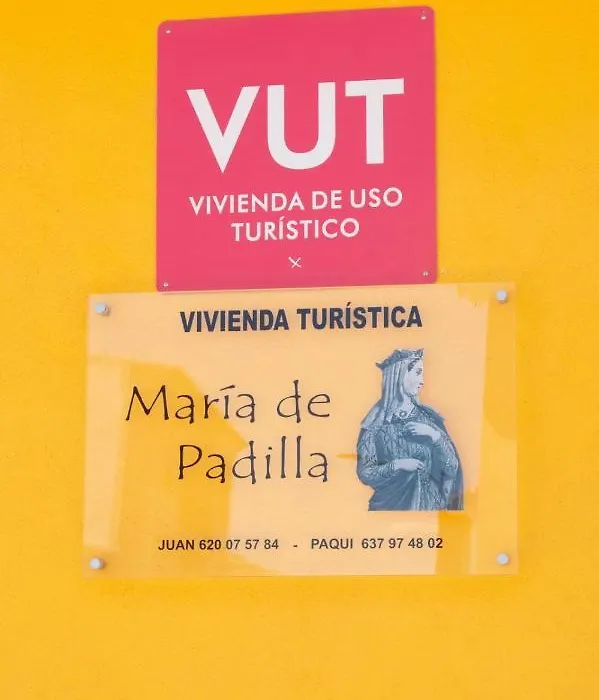 VUT
VIVIENDA DE USO
TURÍSTICO
VIVIENDA TURÍSTICA
María de
Padilla
JUAN 620 07 57 84 - PAQUI 637 97 48 02